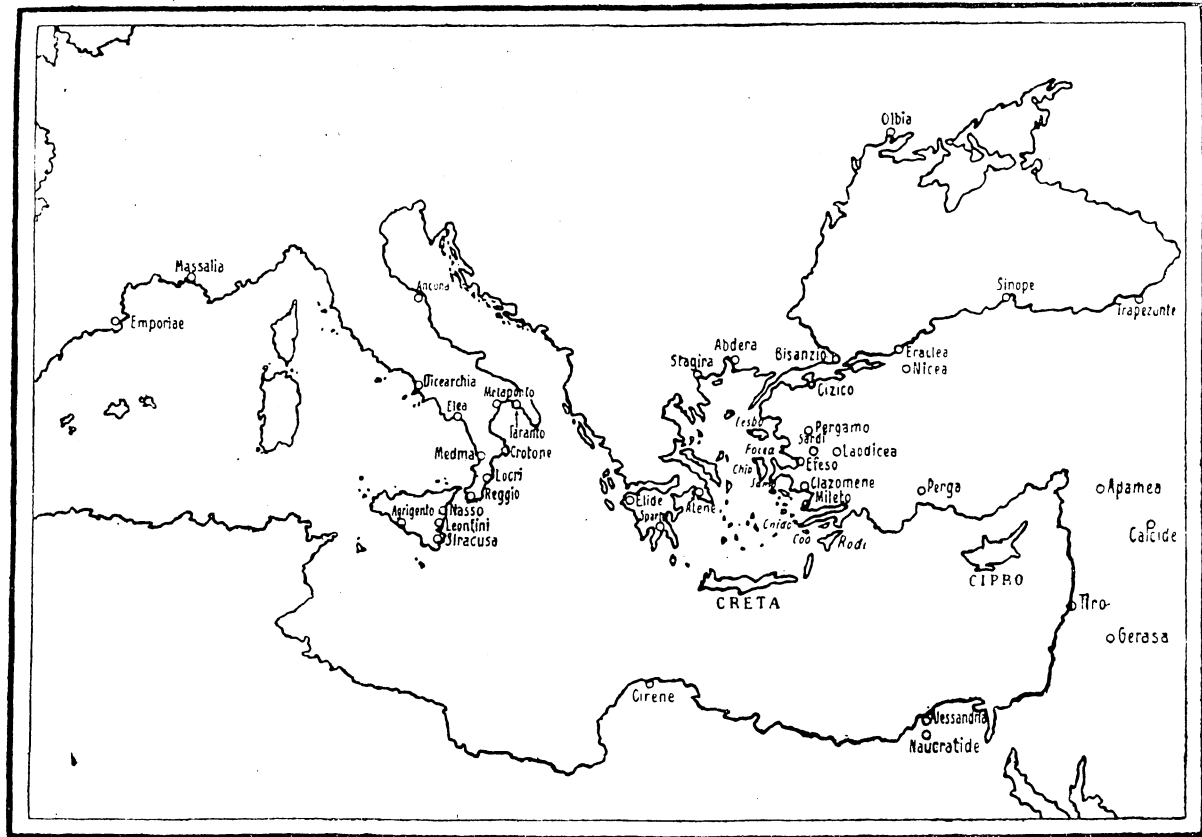 Olbia
Massalia
Ancona
Sinope
Emporiae
Trapezunte
Abdera
Bisanzio
Eraclea
Stagira
Nicea
Dicearchia
Metaponto
Cizico
Elea
Lesbo
Taranto
Pergamo
Sardi
Medma
Crotone
Focea
Laodicea
Chio
Efeso
Locri
Samo
Clazomene
Reggio
Elide
Atene
Mileto
Perga
Apamea
Agrigento
Nasso
Sparta
Cnido
Leontini
Coo
Rodi
Calcide
Siracusa
CIPRO
CRETA
Tiro
Gerasa
Cirene
Alessandria
Naucratide